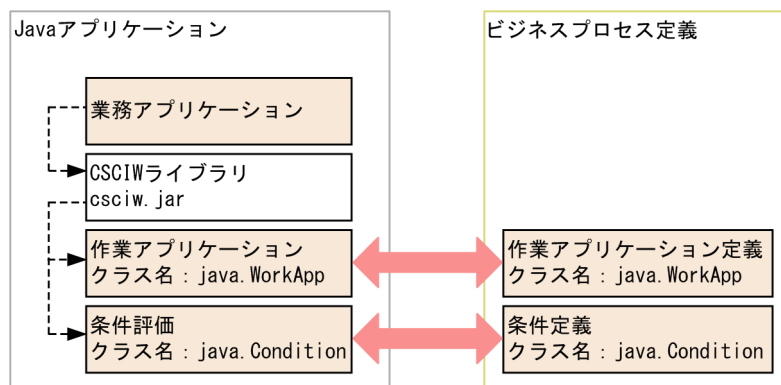 Javaアプリケーション
業務アプリケーション
CSCIWライブラリ
csciw.jar
作業アプリケーション
クラス名：java.WorkApp
条件評価
クラス名：java.Condition
ビジネスプロセス定義
作業アプリケーション定義
クラス名：java.WorkApp
条件定義
クラス名：java.Condition